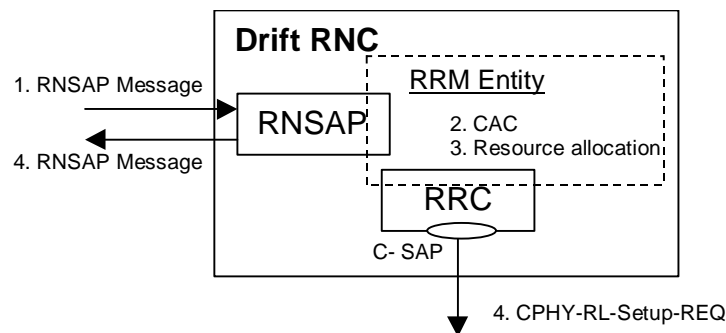 Drift RNC
1. RNSAP Message
RRM Entity
RNSAP
2. CAC
3. Resource allocation
4. RNSAP Message
RRC
C- SAP
4. CPHY-RL-Setup-REQ